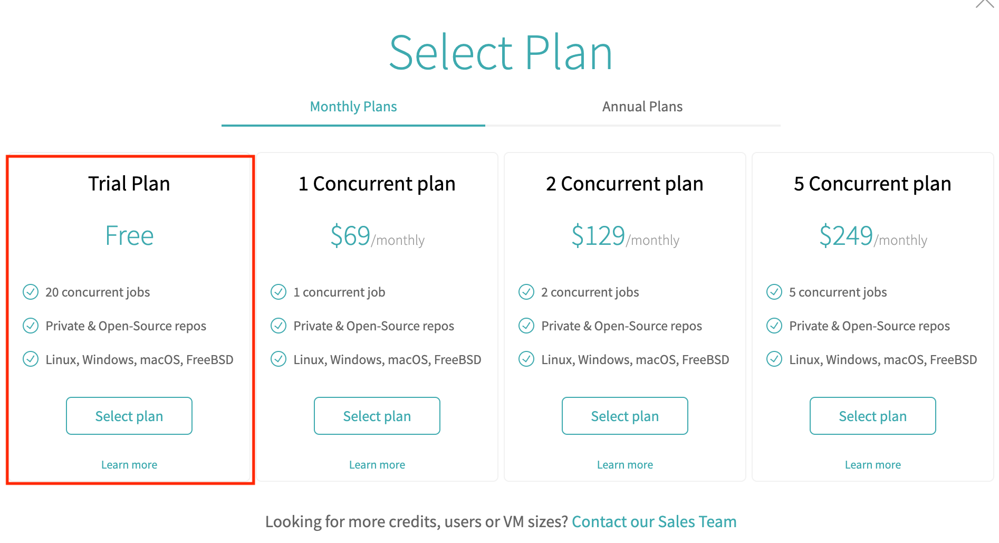 Select Plan
Monthly Plans
Annual Plans
Trial Plan
Free
20 concurrent jobs
Private & Open-Source repos
Linux, Windows, macOS, FreeBSD
Select plan
Learn more
1 Concurrent plan
$69/monthly
1 concurrent job
Private & Open-Source repos
Linux, Windows, macOS, FreeBSD
Select plan
Learn more
2 Concurrent plan
$129/monthly
2 concurrent jobs
Private & Open-Source repos
Linux, Windows, macOS, FreeBSD
Select plan
Learn more
5 Concurrent plan
$249/monthly
5 concurrent jobs
Private & Open-Source repos
Linux, Windows, macOS, FreeBSD
Select plan
Learn more
Looking for more credits, users or VM sizes? Contact our Sales Team